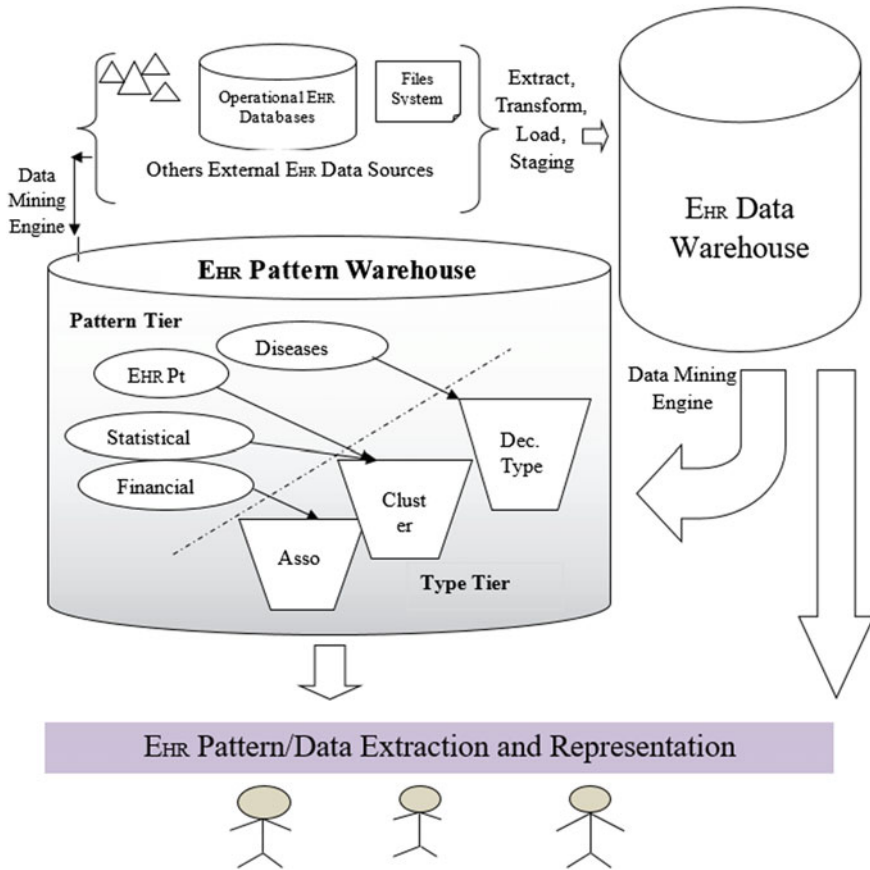 Operational EHR
Databases
Files
System
Others External EHR Data Sources
Extract,
Transform,
Load,
Staging
EHR Data
Warehouse
Data
Mining
Engine
EHR Pattern Warehouse
Pattern Tier
Diseases
EHR Pt
Statistical
Financial
Dec.
Type
Clust
er
Asso
Type Tier
Data Mining
Engine
EHR Pattern/Data Extraction and Representation